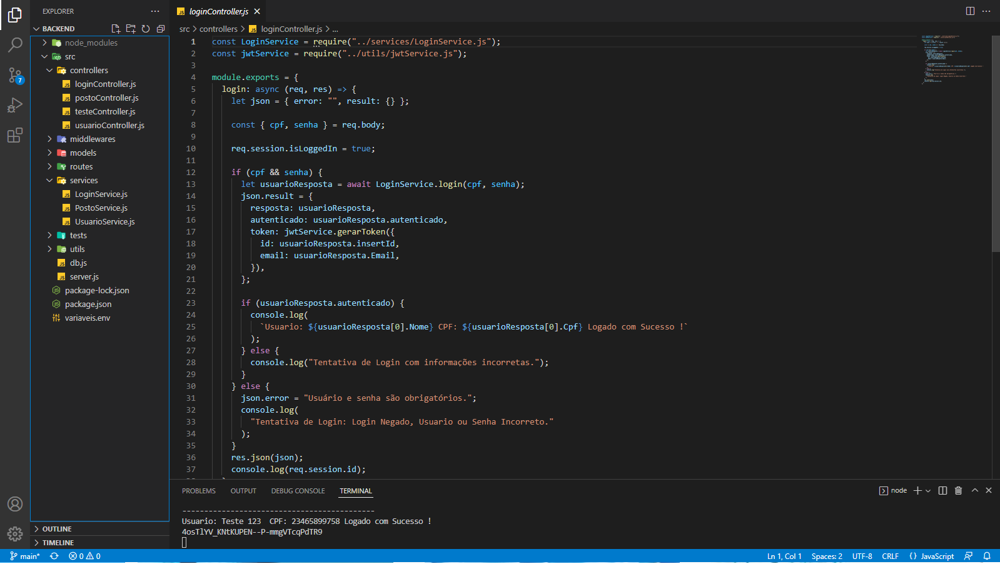 EXPLORER
BACKEND
node_modules
src
controllers
loginController.js
postoController.js
testeController.js
usuarioController.js
middlewares
models
routes
services
LoginService.js
PostoService.js
UsuarioService.js
tests
utils
db.js
server.js
package-lock.json
package.json
variaveis.env
OUTLINE
TIMELINE
7
loginController.js
src > controllers > loginController.js > ...
1 const LoginService = require("../services/LoginService.js");
2 const jwtService = require("../utils/jwtService.js");
3
4 module.exports = {
5 login: async (req, res) => {
6 let json = { error: "", result: {} };
7
8 const { cpf, senha } = req.body;
9
10 req.session.isLoggedIn = true;
11
12 if (cpf && senha) {
13 let usuarioResposta = await LoginService.login(cpf, senha);
14 json.result = {
15 resposta: usuarioResposta,
16 autenticado: usuarioResposta.autenticado,
17 token: jwtService.gerarToken({
18 id: usuarioResposta.insertId,
19 email: usuarioResposta.Email,
20 }),
21 };
22
23 if (usuarioResposta.autenticado) {
24 console.log(
25 `Usuario: ${usuarioResposta[0].Nome} CPF: ${usuarioResposta[0].Cpf} Logado com Sucesso !`
26 );
27 } else {
28 console.log("Tentativa de Login com informações incorretas.");
29 }
30 } else {
31 json.error = "Usuário e senha são obrigatórios.";
32 console.log(
33 "Tentativa de Login: Login Negado, Usuario ou Senha Incorreto."
34 );
35 }
36 res.json(json);
37 console.log(req.session.id);
PROBLEMS OUTPUT DEBUG CONSOLE TERMINAL
node
--------------------------------------------
Usuario: Teste 123  CPF: 23465899758 Logado com Sucesso !
4osTlYV_KNtKUPEN--P-mmgVTcqPdTR9
main* 0 0
Ln 1, Col 1 Spaces: 2 UTF-8 CRLF {} JavaScript